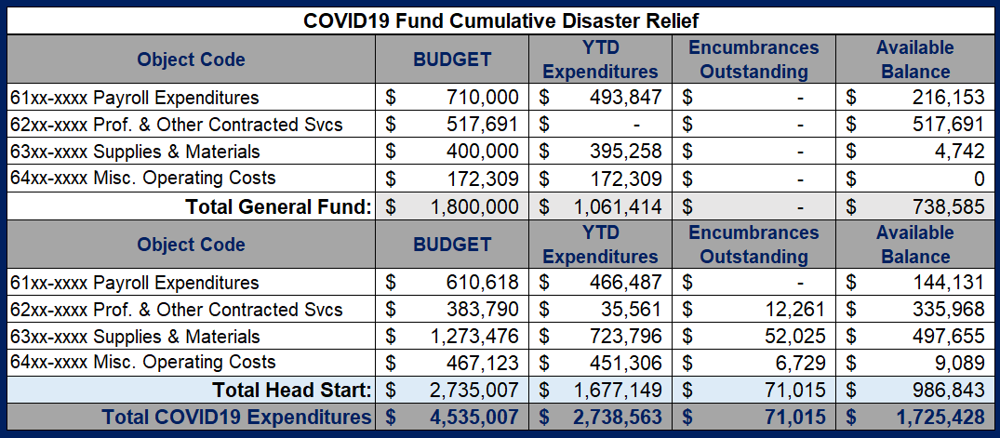 COVID19 Fund Cumulative Disaster Relief
Object Code BUDGET YTD Expenditures Encumbrances Outstanding Available Balance
61xx-xxxx Payroll Expenditures $ 710,000 $ 493,847 $ - $ 216,153
62xx-xxxx Prof. & Other Contracted Svcs $ 517,691 $ - $ - $ 517,691
63xx-xxxx Supplies & Materials $ 400,000 $ 395,258 $ - $ 4,742
64xx-xxxx Misc. Operating Costs $ 172,309 $ 172,309 $ - $ 0
Total General Fund: $ 1,800,000 $ 1,061,414 $ - $ 738,585
Object Code BUDGET YTD Expenditures Encumbrances Outstanding Available Balance
61xx-xxxx Payroll Expenditures $ 610,618 $ 466,487 $ - $ 144,131
62xx-xxxx Prof. & Other Contracted Svcs $ 383,790 $ 35,561 $ 12,261 $ 335,968
63xx-xxxx Supplies & Materials $ 1,273,476 $ 723,796 $ 52,025 $ 497,655
64xx-xxxx Misc. Operating Costs $ 467,123 $ 451,306 $ 6,729 $ 9,089
Total Head Start: $ 2,735,007 $ 1,677,149 $ 71,015 $ 986,843
Total COVID19 Expenditures $ 4,535,007 $ 2,738,563 $ 71,015 $ 1,725,428